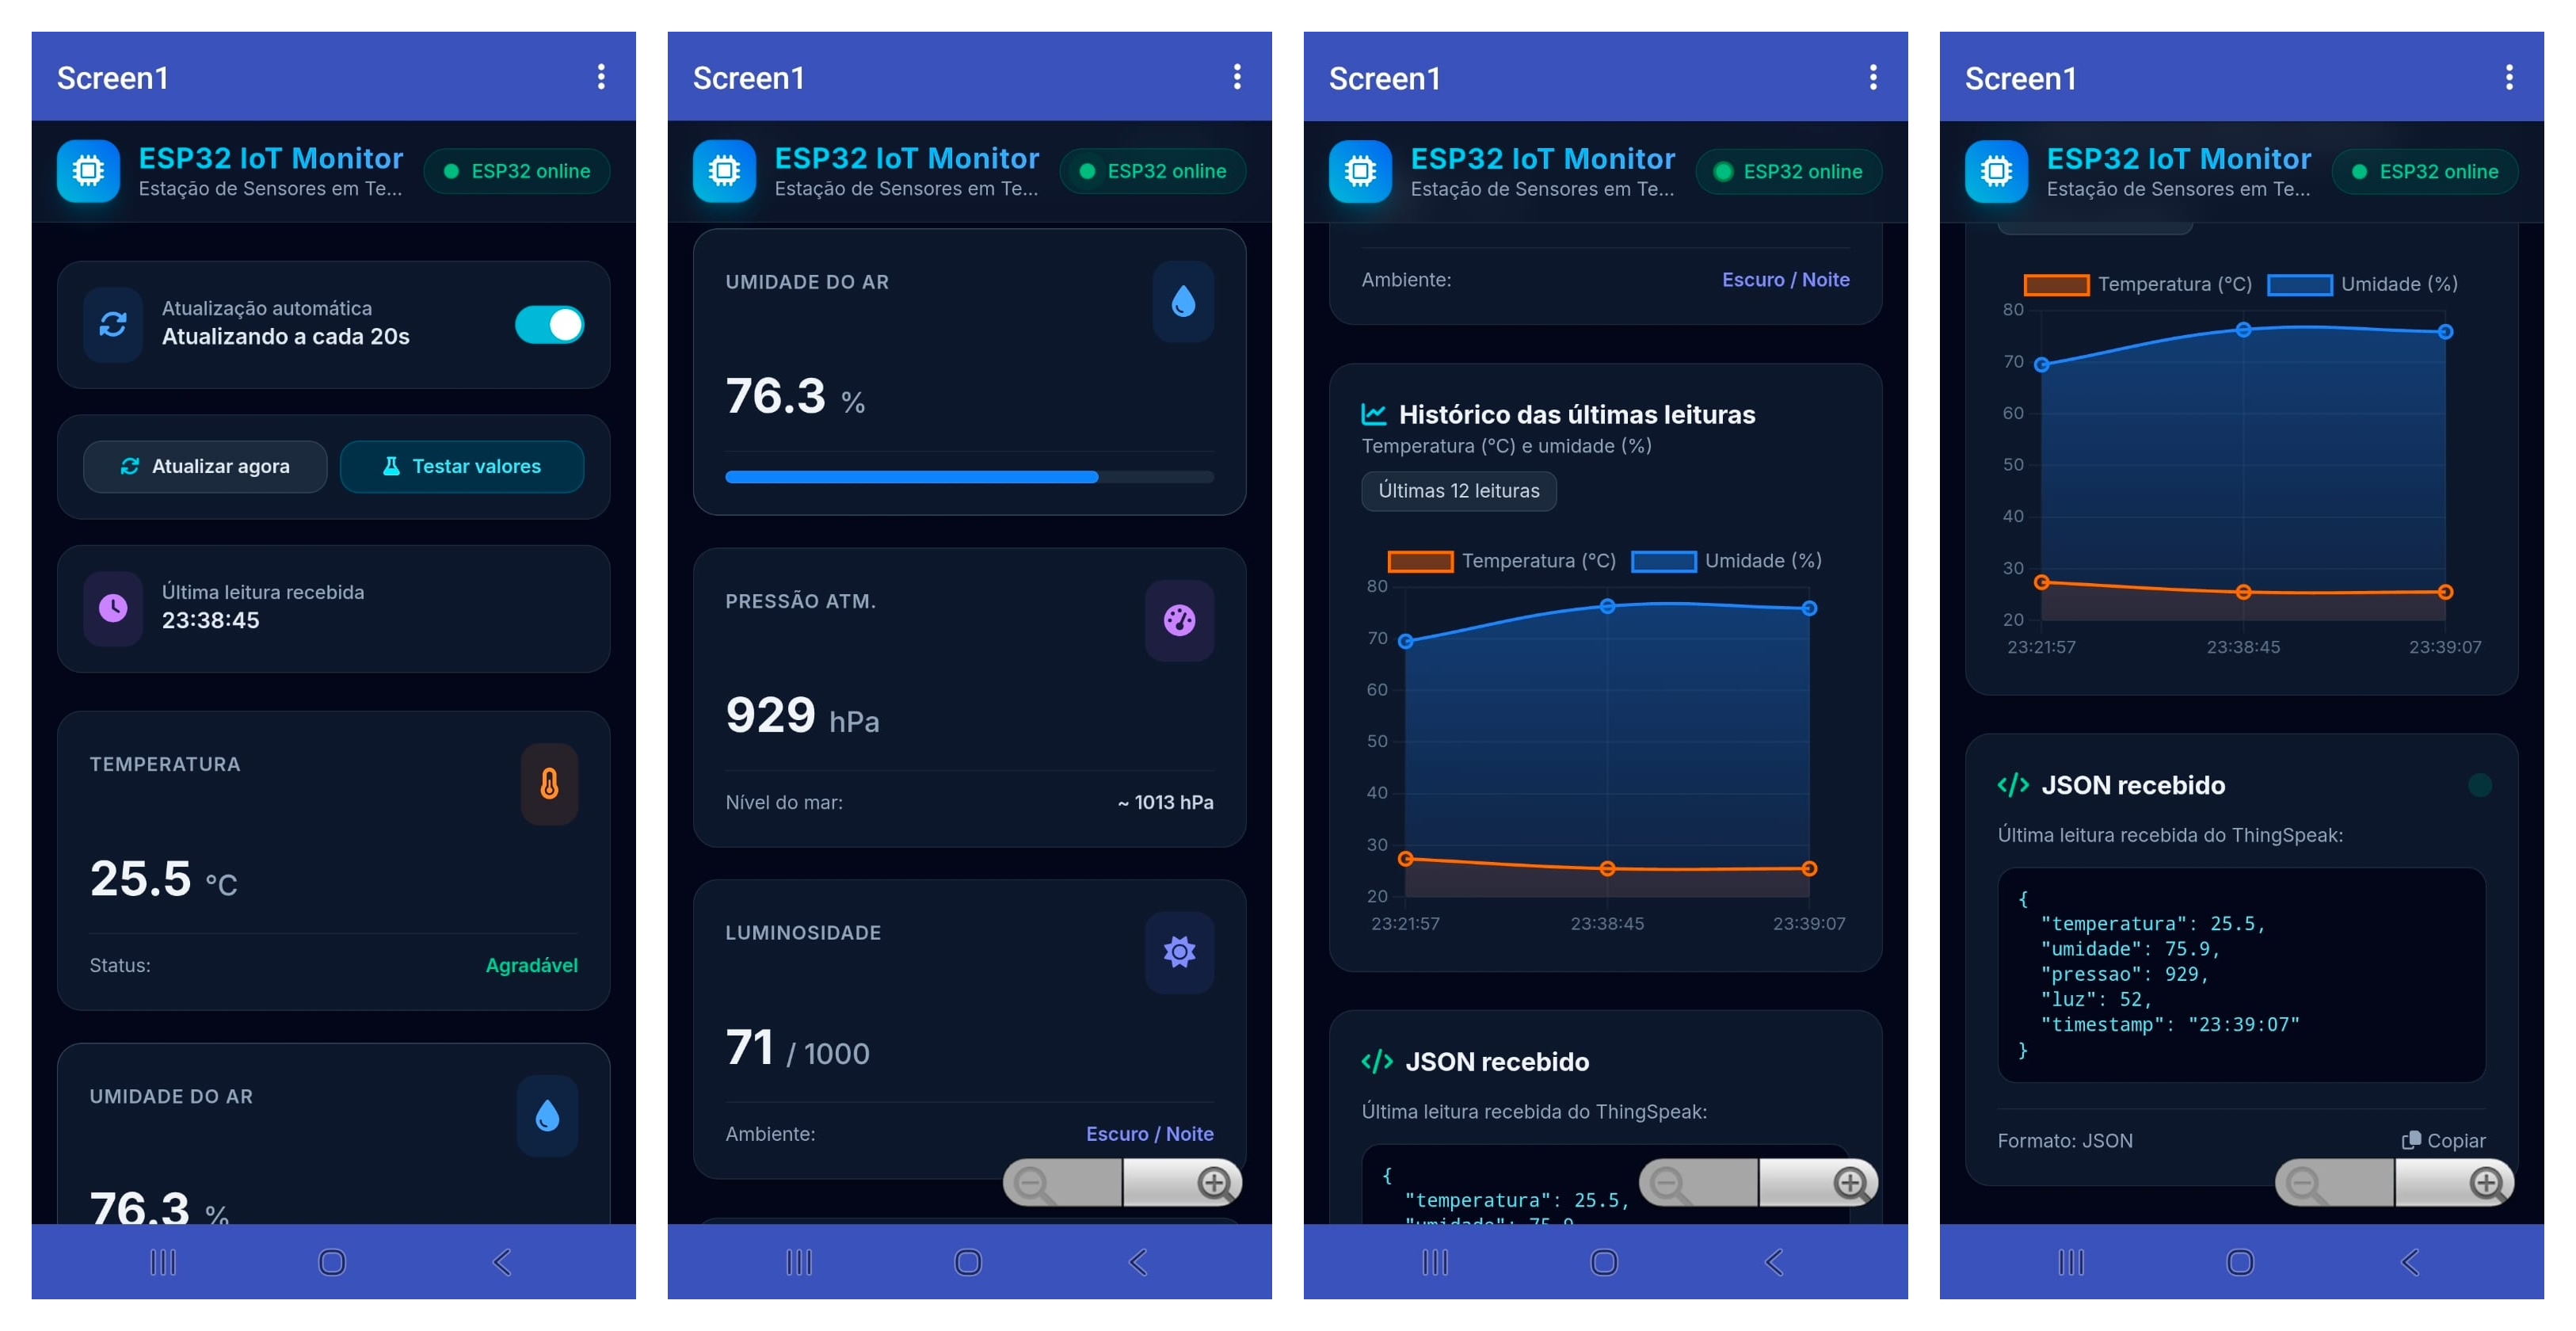 Screen1
ESP32 IoT Monitor
Estação de Sensores em Te...
ESP32 online
Atualização automática
Atualizando a cada 20s
Atualizar agora
Testar valores
Última leitura recebida
23:38:45
TEMPERATURA
25.5 °C
Status:
Agradável
UMIDADE DO AR
76.3 %
Screen1
ESP32 IoT Monitor
Estação de Sensores em Te...
ESP32 online
UMIDADE DO AR
76.3 %
PRESSÃO ATM.
929 hPa
Nível do mar:
~ 1013 hPa
LUMINOSIDADE
71 / 1000
Ambiente:
Escuro / Noite
Screen1
ESP32 IoT Monitor
Estação de Sensores em Te...
ESP32 online
Ambiente:
Escuro / Noite
Histórico das últimas leituras
Temperatura (°C) e umidade (%)
Últimas 12 leituras
Temperatura (°C)
Umidade (%)
80
70
60
50
40
30
20
23:21:57
23:38:45
23:39:07
</> JSON recebido
Última leitura recebida do ThingSpeak:
{
"temperatura": 25.5,
"umidade": 75.9
Screen1
ESP32 IoT Monitor
Estação de Sensores em Te...
ESP32 online
Temperatura (°C)
Umidade (%)
80
70
60
50
40
30
20
23:21:57
23:38:45
23:39:07
</> JSON recebido
Última leitura recebida do ThingSpeak:
{
"temperatura": 25.5,
"umidade": 75.9,
"pressao": 929,
"luz": 52,
"timestamp": "23:39:07"
}
Formato: JSON
Copiar